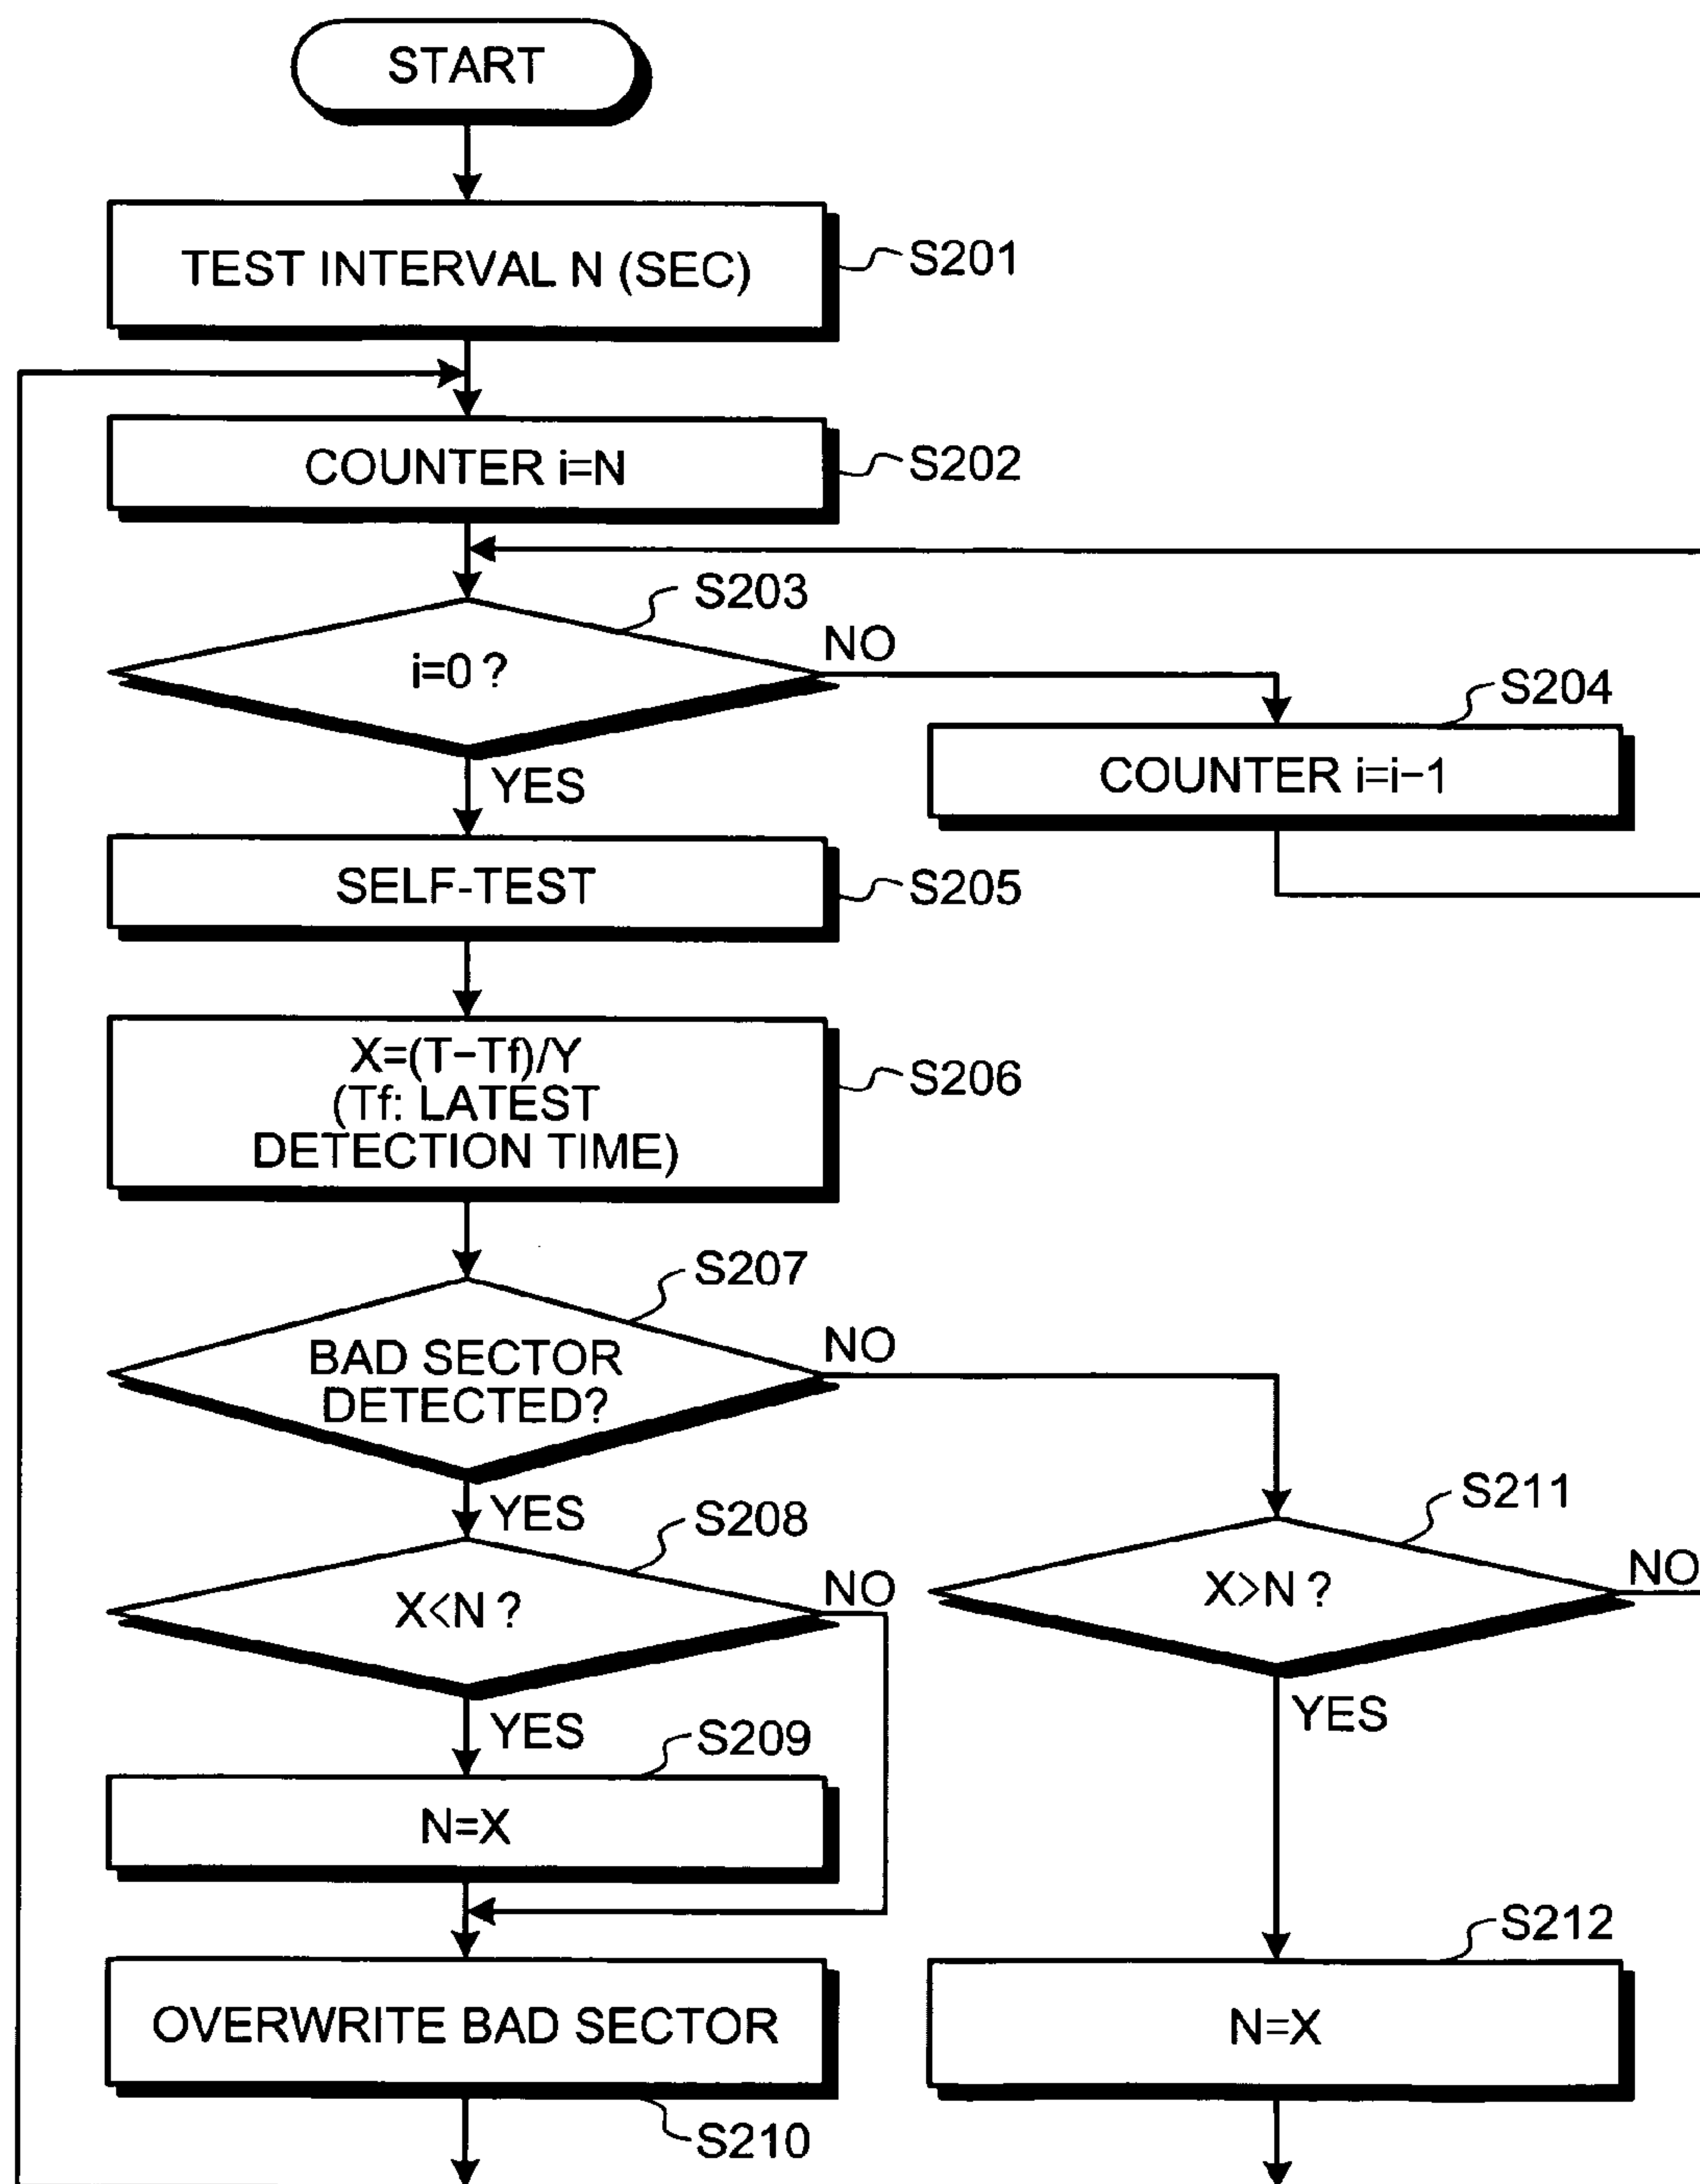 START
TEST INTERVAL N (SEC)
S201
COUNTER i=N
S202
S203
i=0 ?
NO
YES
S204
COUNTER i=i−1
SELF-TEST
S205
X=(T−Tf)/Y
(Tf: LATEST
DETECTION TIME)
S206
S207
BAD SECTOR
DETECTED?
NO
YES
S208
X<N ?
NO
YES
S211
X>N ?
NO
YES
S209
N=X
S212
N=X
OVERWRITE BAD SECTOR
S210